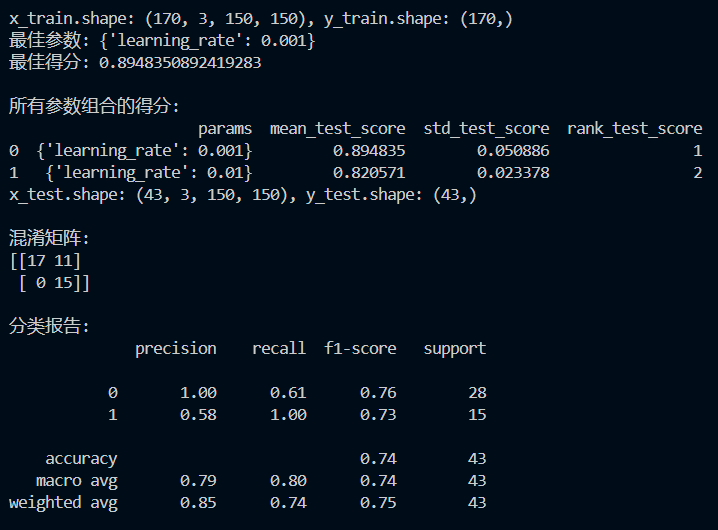 x_train.shape: (170, 3, 150, 150), y_train.shape: (170,)
最佳参数: {'learning_rate': 0.001}
最佳得分: 0.8948350892419283
所有参数组合的得分:
params mean_test_score std_test_score rank_test_score
0 {'learning_rate': 0.001} 0.894835 0.050886 1
1 {'learning_rate': 0.01} 0.820571 0.023378 2
x_test.shape: (43, 3, 150, 150), y_test.shape: (43,)
混淆矩阵:
[[17 11]
[ 0 15]]
分类报告:
precision recall f1-score support
0 1.00 0.61 0.76 28
1 0.58 1.00 0.73 15
accuracy 0.74 43
macro avg 0.79 0.80 0.74 43
weighted avg 0.85 0.74 0.75 43